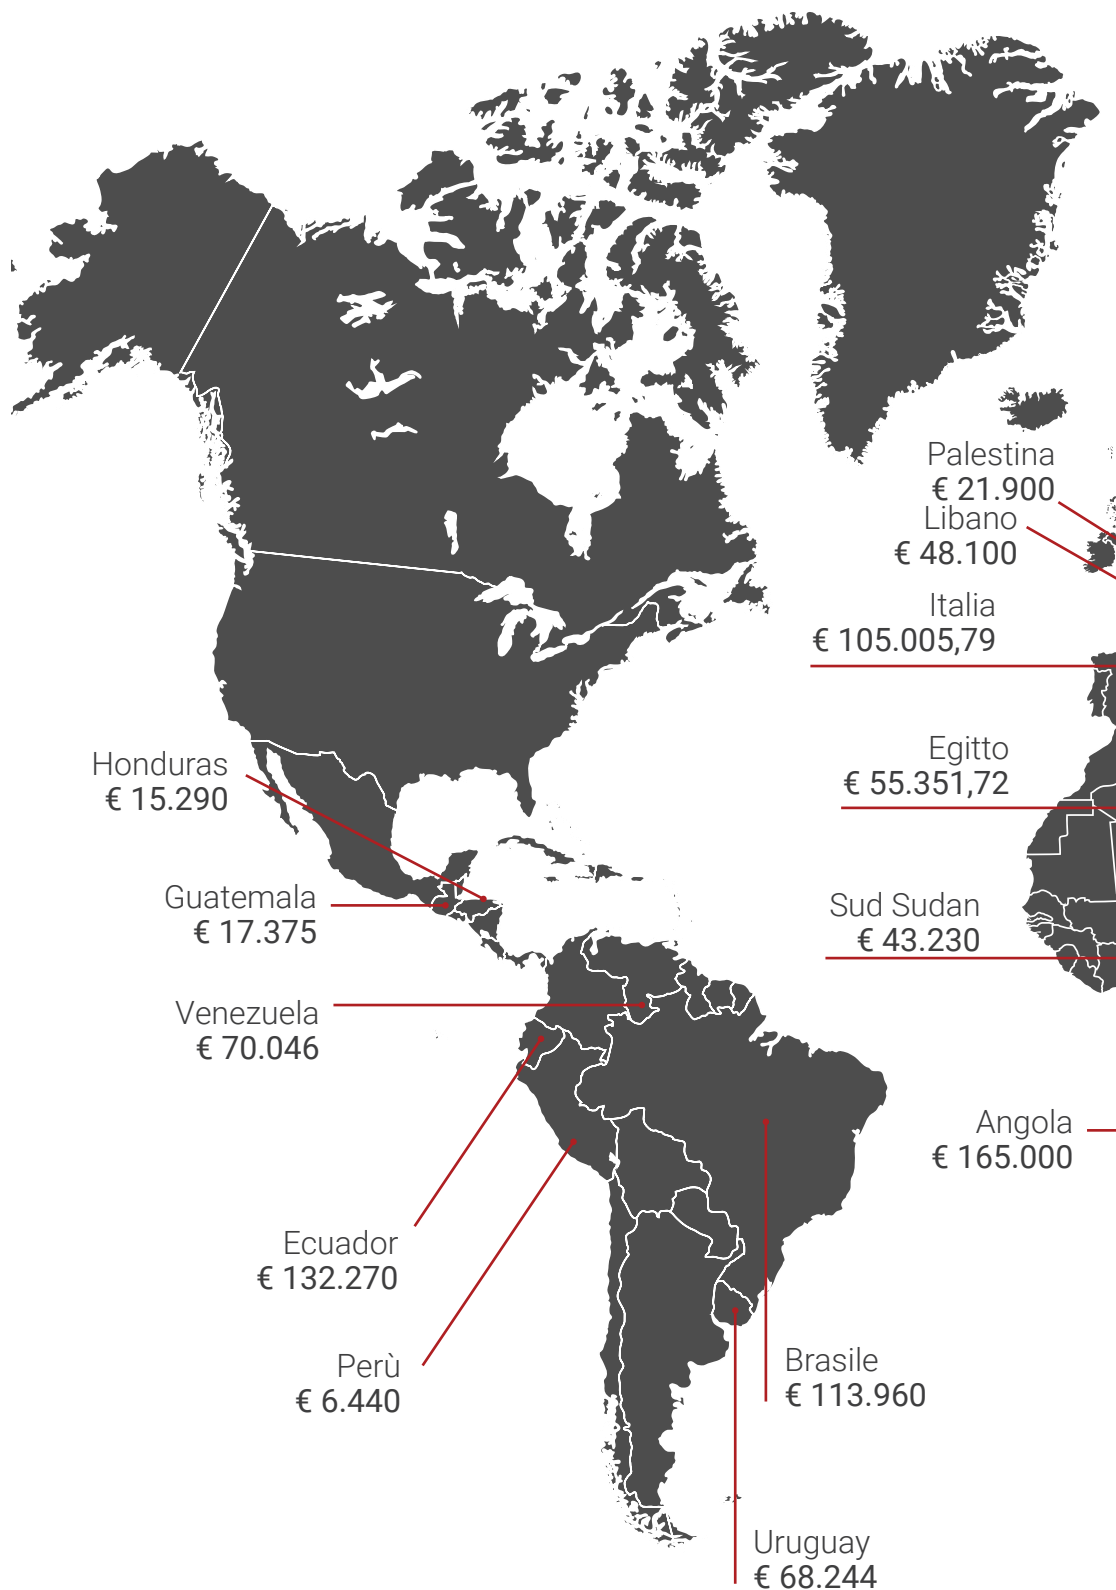 Palestina
€ 21.900
Libano
€ 48.100
Italia
€ 105.005,79
Egitto
€ 55.351,72
Honduras
€ 15.290
Guatemala
€ 17.375
Sud Sudan
€ 43.230
Venezuela
€ 70.046
Angola
€ 165.000
Ecuador
€ 132.270
Perù
€ 6.440
Brasile
€ 113.960
Uruguay
€ 68.244